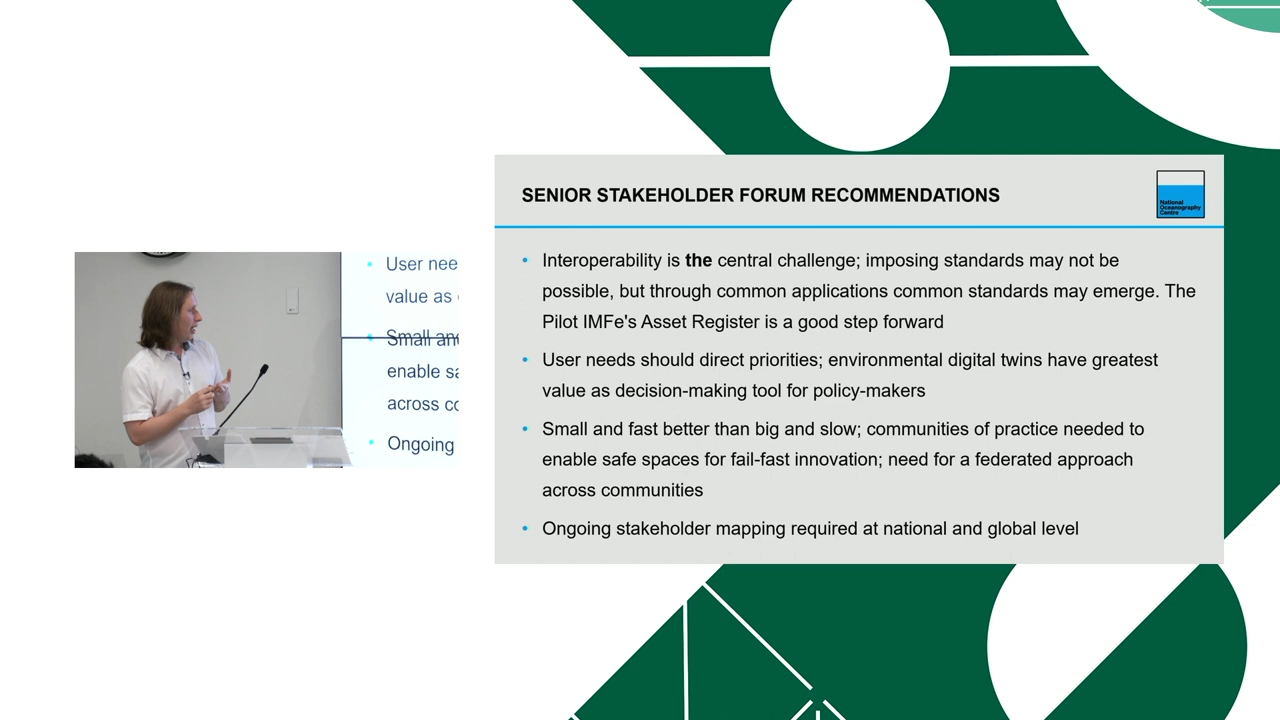 User nee
value as
Small and
enable sa
across co
Ongoing
SENIOR STAKEHOLDER FORUM RECOMMENDATIONS
National
Oceanography
Centre
• Interoperability is the central challenge; imposing standards may not be
possible, but through common applications common standards may emerge. The
Pilot IMFe's Asset Register is a good step forward
• User needs should direct priorities; environmental digital twins have greatest
value as decision-making tool for policy-makers
• Small and fast better than big and slow; communities of practice needed to
enable safe spaces for fail-fast innovation; need for a federated approach
across communities
• Ongoing stakeholder mapping required at national and global level